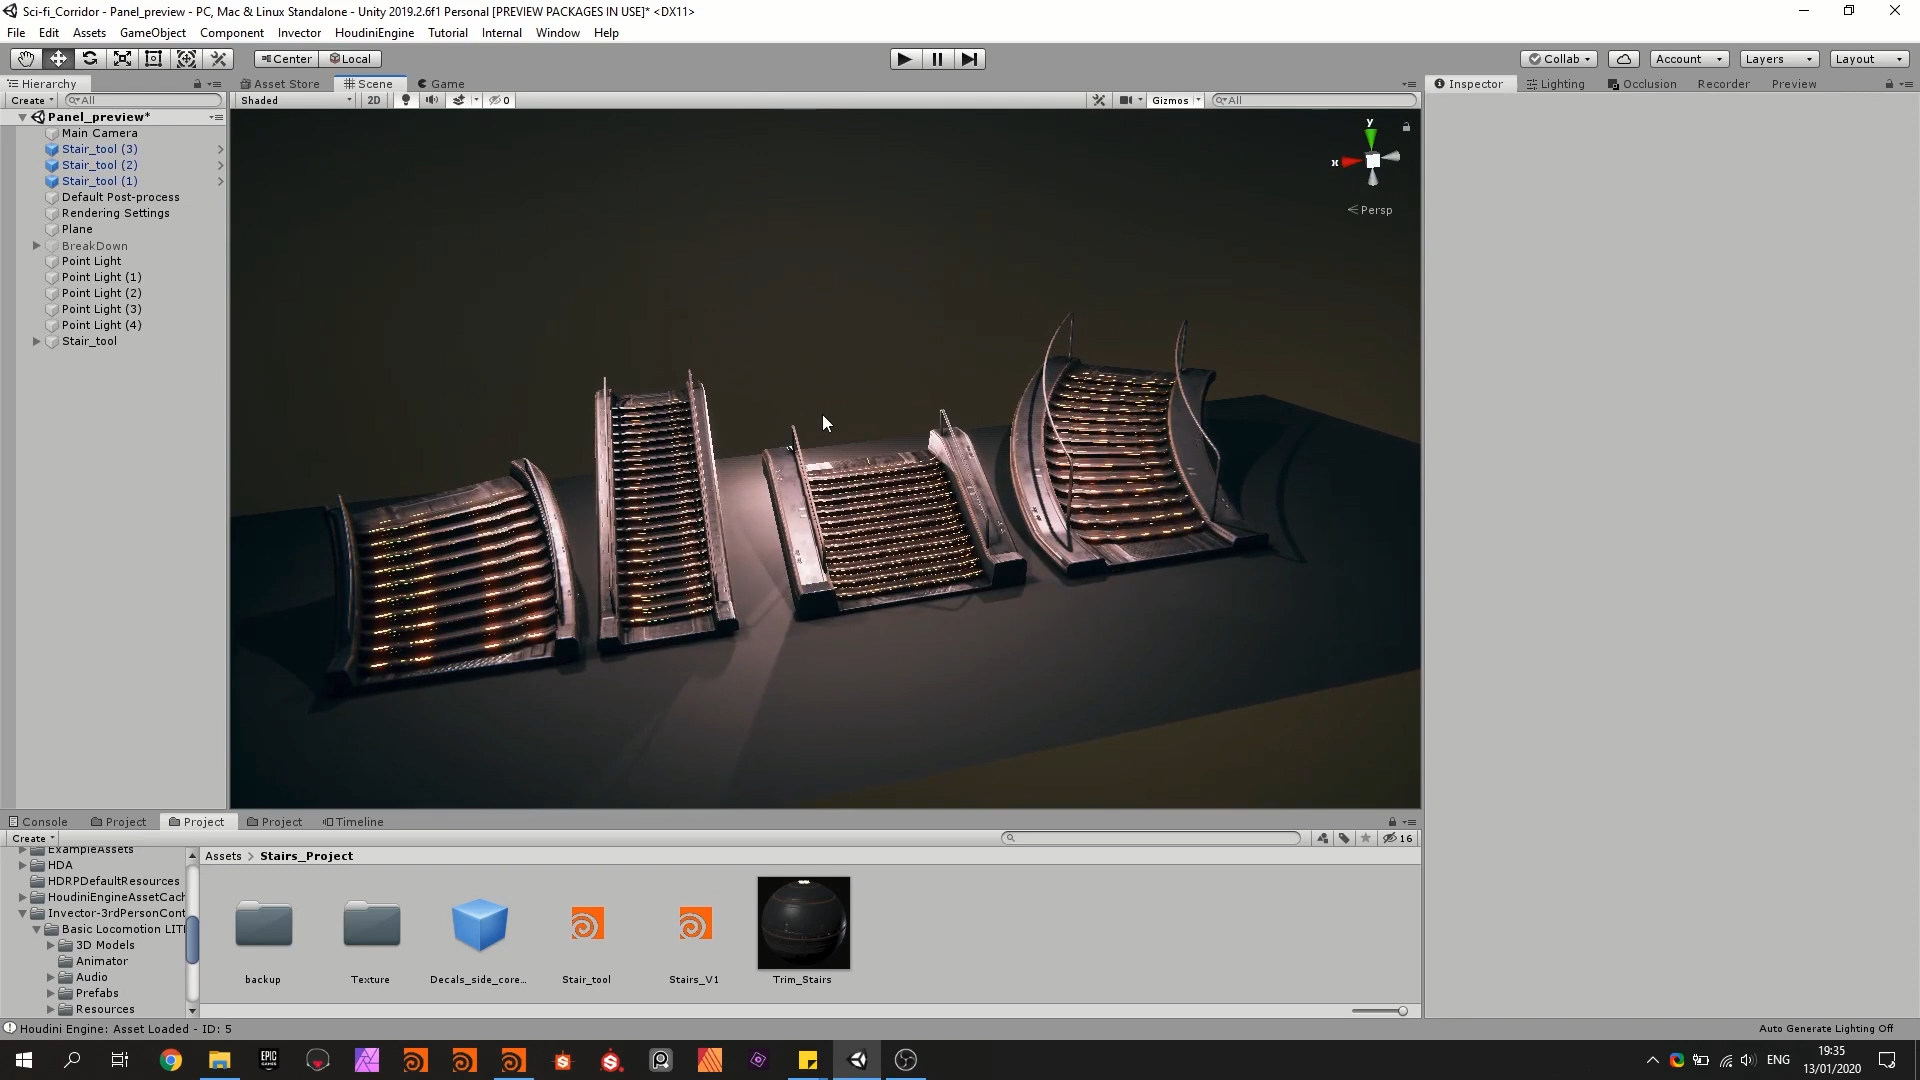 Sci-fi_Corridor - Panel_preview - PC, Mac & Linux Standalone - Unity 2019.2.6f1 Personal [PREVIEW PACKAGES IN USE]* <DX11>
File Edit Assets GameObject Component Invector HoudiniEngine Tutorial Internal Window Help
Center Local Collab Account Layers Layout
Hierarchy Asset Store Scene Game Inspector Lighting Occlusion Recorder Preview
Create All Shaded 2D 0 Gizmos All
Panel_preview*
Main Camera
Stair_tool (3)
Stair_tool (2)
Stair_tool (1)
Default Post-process
Rendering Settings
Plane
BreakDown
Point Light
Point Light (1)
Point Light (2)
Point Light (3)
Point Light (4)
Stair_tool
y
x
Persp
Console Project Project Project Timeline
Create 16
ExampleAssets
HDA
HDRPDefaultResources
HoudiniEngineAssetCach
Invector-3rdPersonCont
Basic Locomotion LIT
3D Models
Animator
Audio
Prefabs
Resources
Assets > Stairs_Project
backup Texture Decals_side_core... Stair_tool Stairs_V1 Trim_Stairs
Houdini Engine: Asset Loaded - ID: 5 Auto Generate Lighting Off
EPIC GAMES
ENG 19:35
13/01/2020